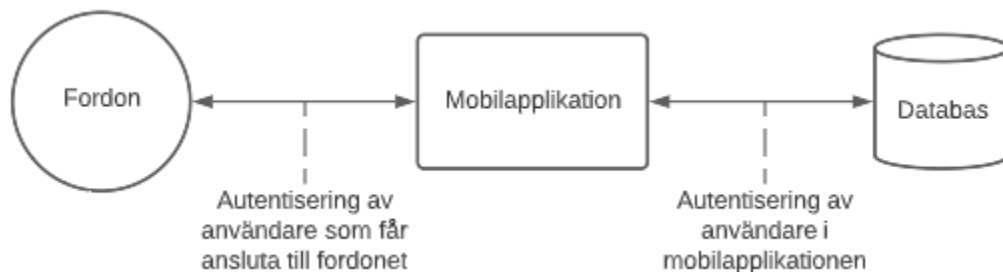 Fordon
Mobilapplikation
Databas
Autentisering av
användare som får
ansluta till fordonet
Autentisering av
användare i
mobilapplikationen